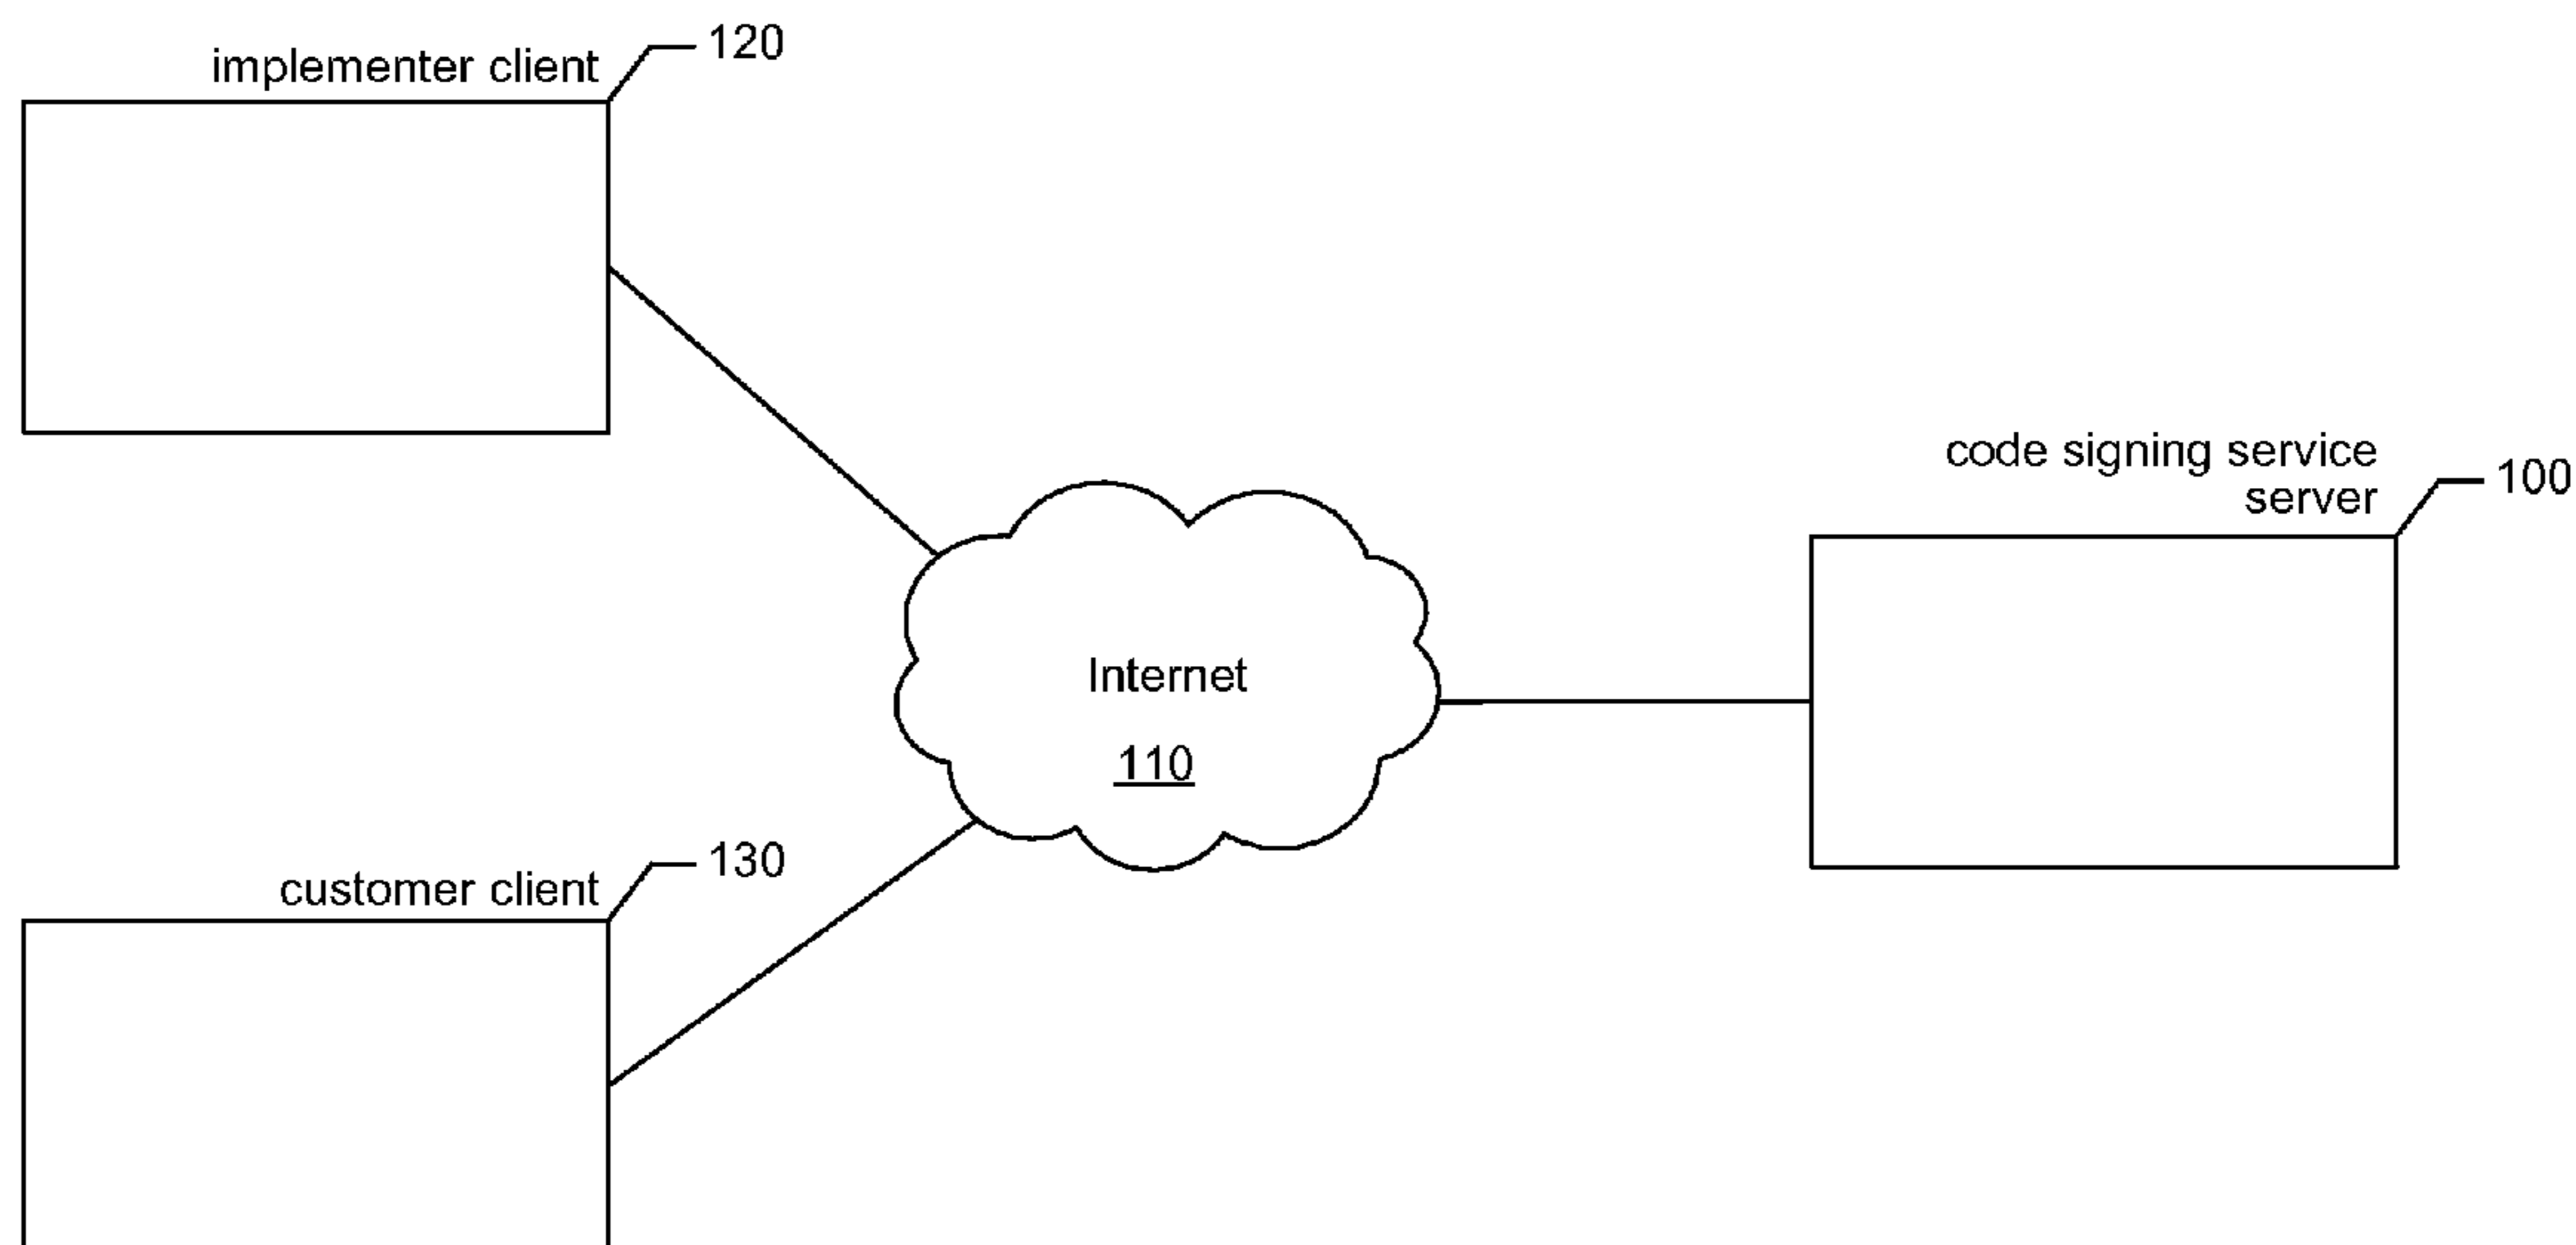 implementer client
120
code signing service
server
100
Internet
110
customer client
130